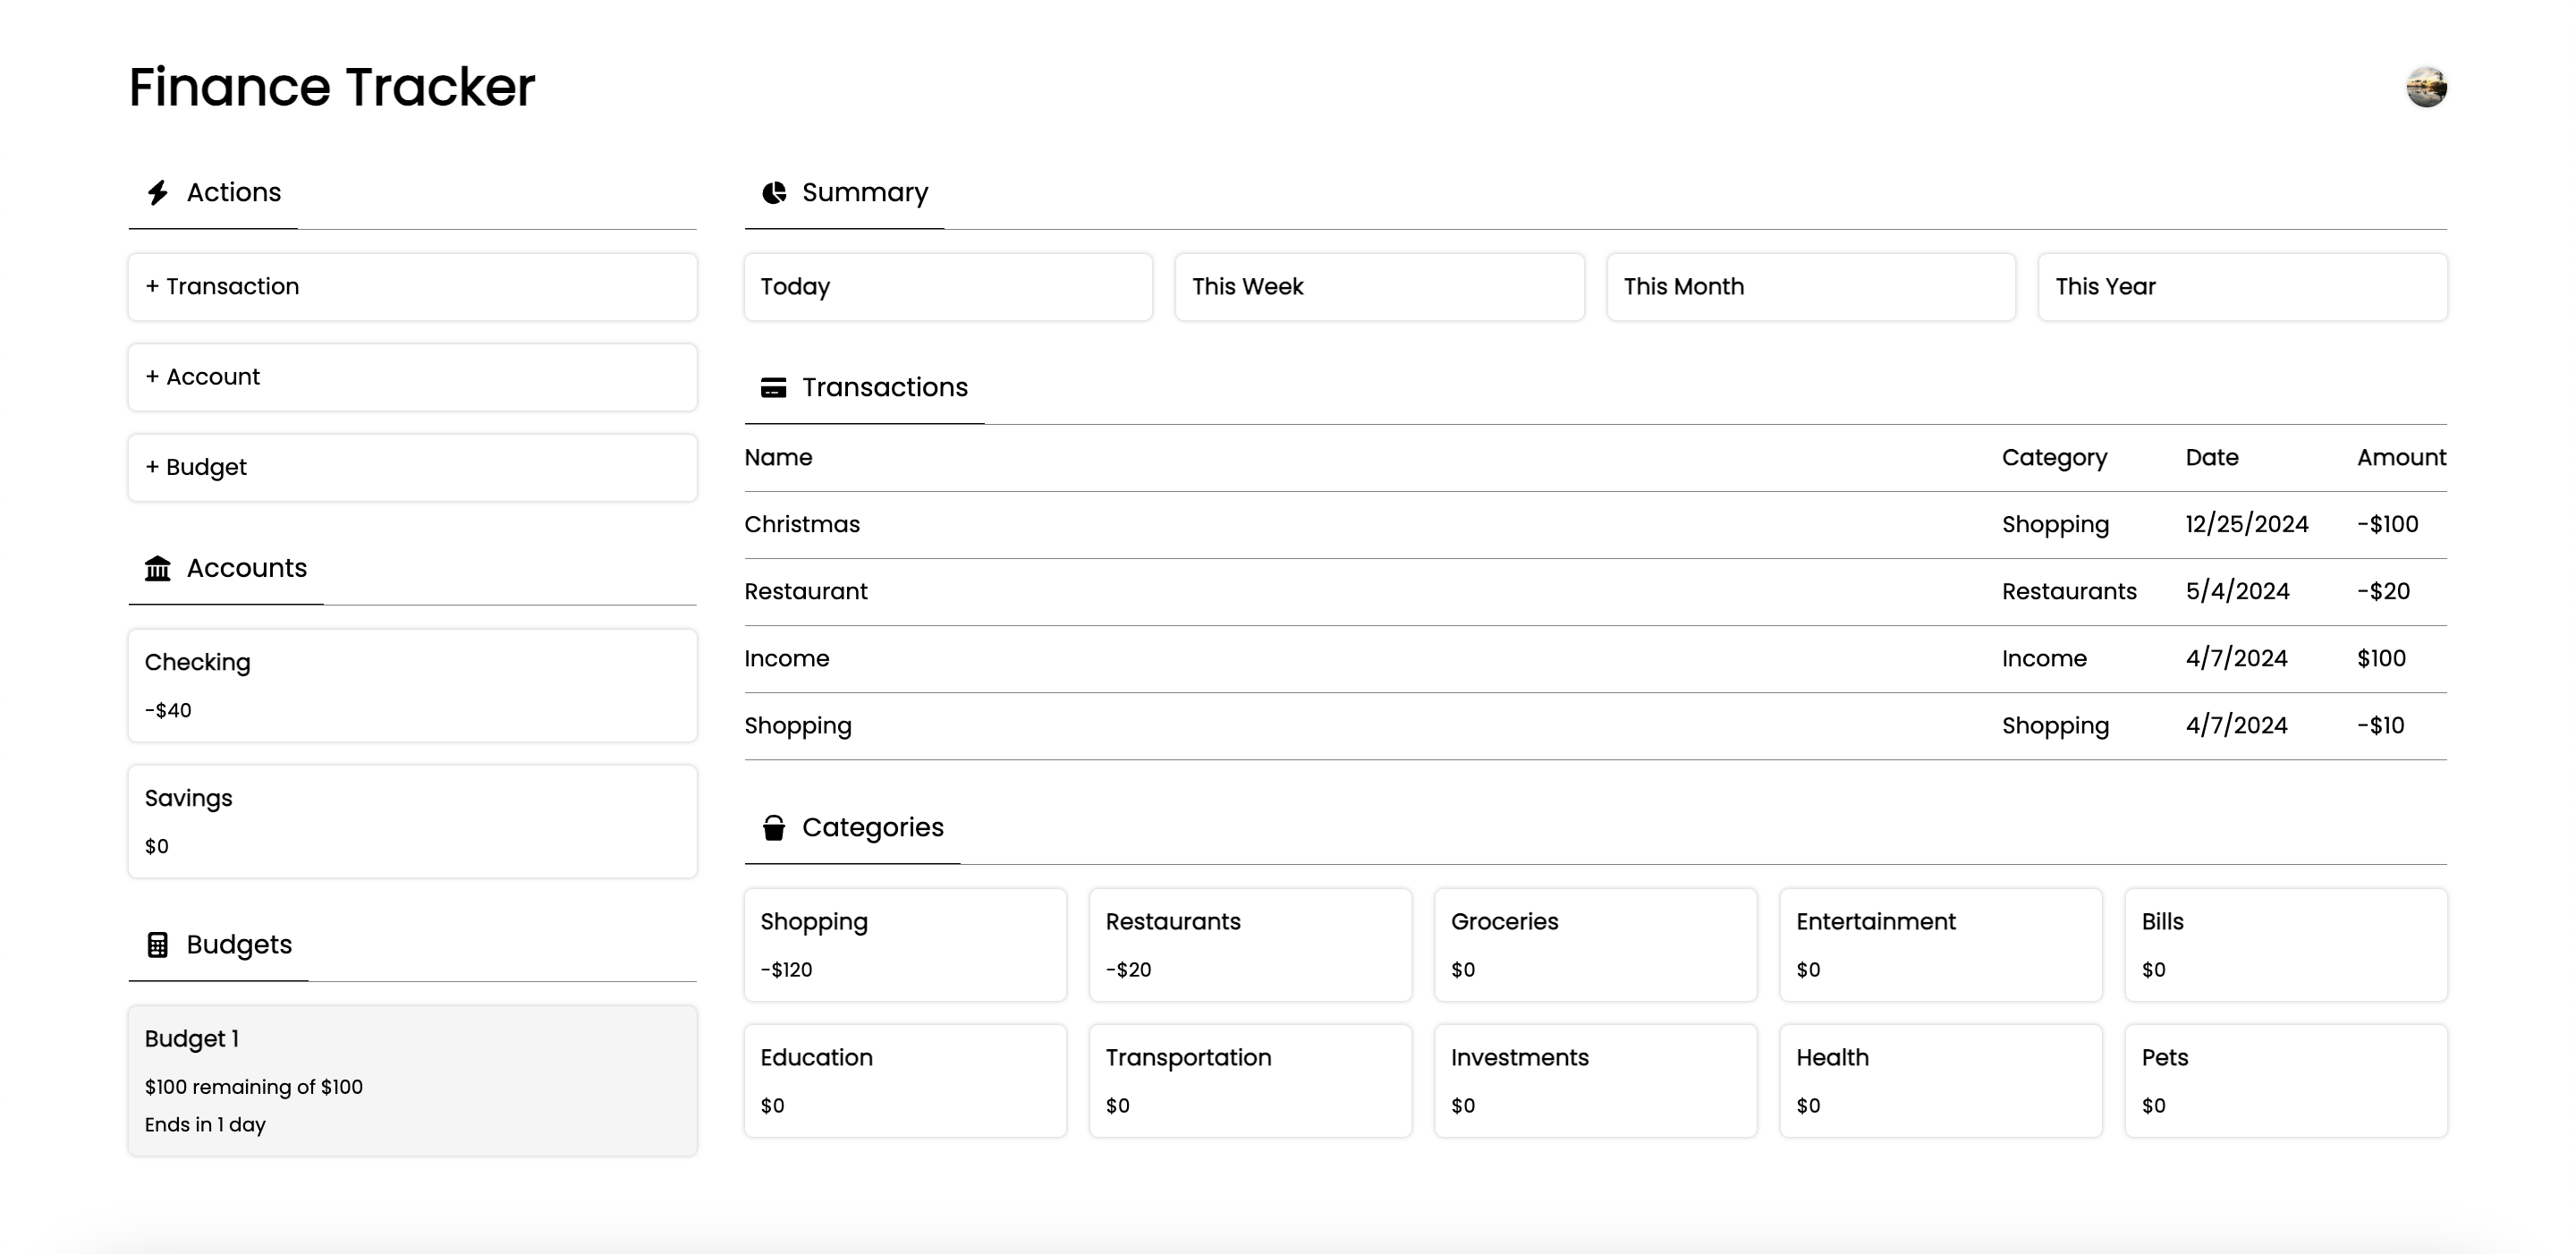 Finance Tracker
Actions
+ Transaction
+ Account
+ Budget
Accounts
Checking
-$40
Savings
$0
Budgets
Budget 1
$100 remaining of $100
Ends in 1 day
Summary
Today This Week This Month This Year
Transactions
Name Category Date Amount
Christmas Shopping 12/25/2024 -$100
Restaurant Restaurants 5/4/2024 -$20
Income Income 4/7/2024 $100
Shopping Shopping 4/7/2024 -$10
Categories
Shopping Restaurants Groceries Entertainment Bills
-$120 -$20 $0 $0 $0
Education Transportation Investments Health Pets
$0 $0 $0 $0 $0